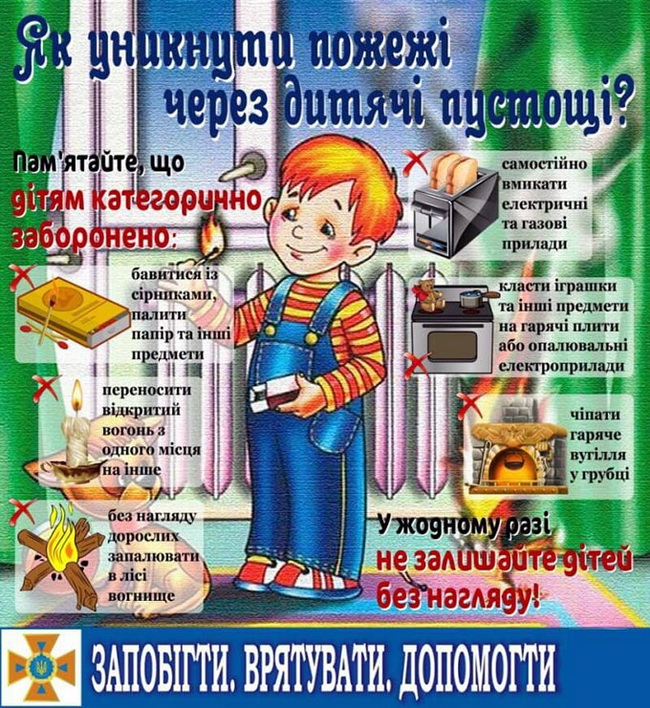 Як уникнути пожежі
через дитячі пустощі?
Пам'ятайте, що
дітям категорично
заборонено:
бавитися із
сірниками,
палити
папір та інші
предмети
переносити
відкритий
вогонь з
одного місця
на інше
без нагляду
дорослих
запалювати
в лісі
вогнище
самостійно
вмикати
електричні
та газові
прилади
класти іграшки
та інші предмети
на гарячі плити
або опалювальні
електроприлади
чіпати
гаряче
вугілля
у грубці
У жодному разі
не залишайте дітей
без нагляду!
ЗАПОБІГТИ. ВРЯТУВАТИ. ДОПОМОГТИ